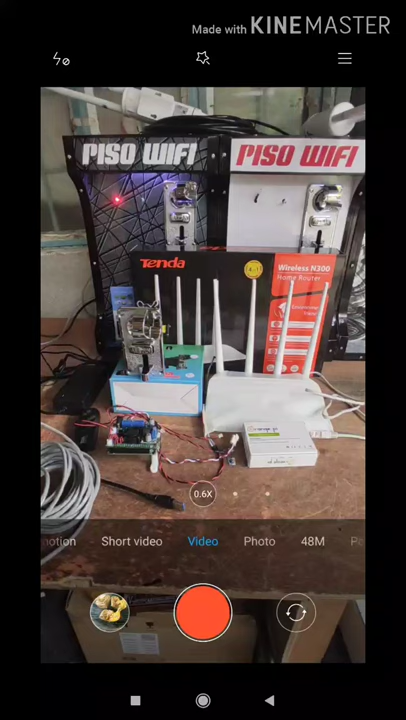 Made with KINEMASTER
PISO WIFI
PISO WIFI
Tenda
Wireless N300
Home Router
0.6X
otion Short video Video Photo 48M